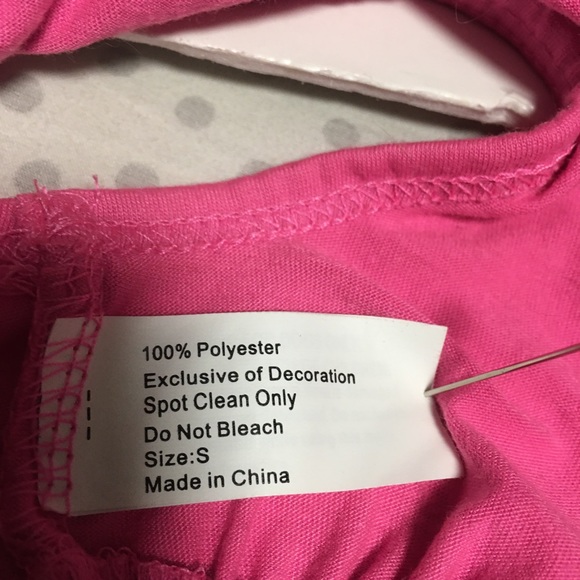 100% Polyester
Exclusive of Decoration
Spot Clean Only
Do Not Bleach
Size:S
Made in China